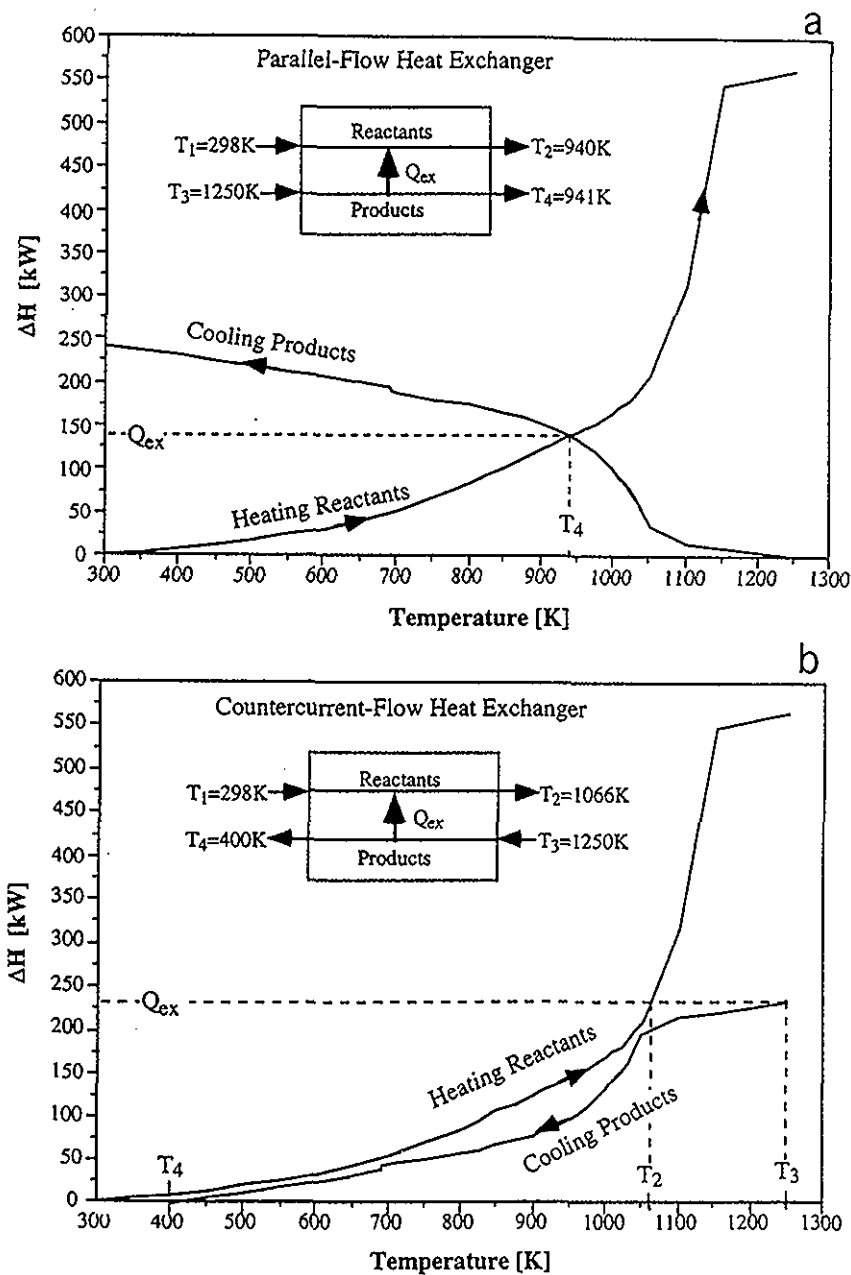 a
Parallel-Flow Heat Exchanger
600
550
500
450
400
350
300
250
200
150
100
50
0
ΔH [kW]
T1=298K
Reactants
T2=940K
Qex
T3=1250K
Products
T4=941K
Cooling Products
Qex
Heating Reactants
T4
300 400 500 600 700 800 900 1000 1100 1200 1300
Temperature [K]
b
Countercurrent-Flow Heat Exchanger
600
550
500
450
400
350
300
250
200
150
100
50
0
ΔH [kW]
T1=298K
Reactants
T2=1066K
Qex
T4=400K
Products
T3=1250K
Qex
Heating Reactants
Cooling Products
T4
T2
T3
300 400 500 600 700 800 900 1000 1100 1200 1300
Temperature [K]